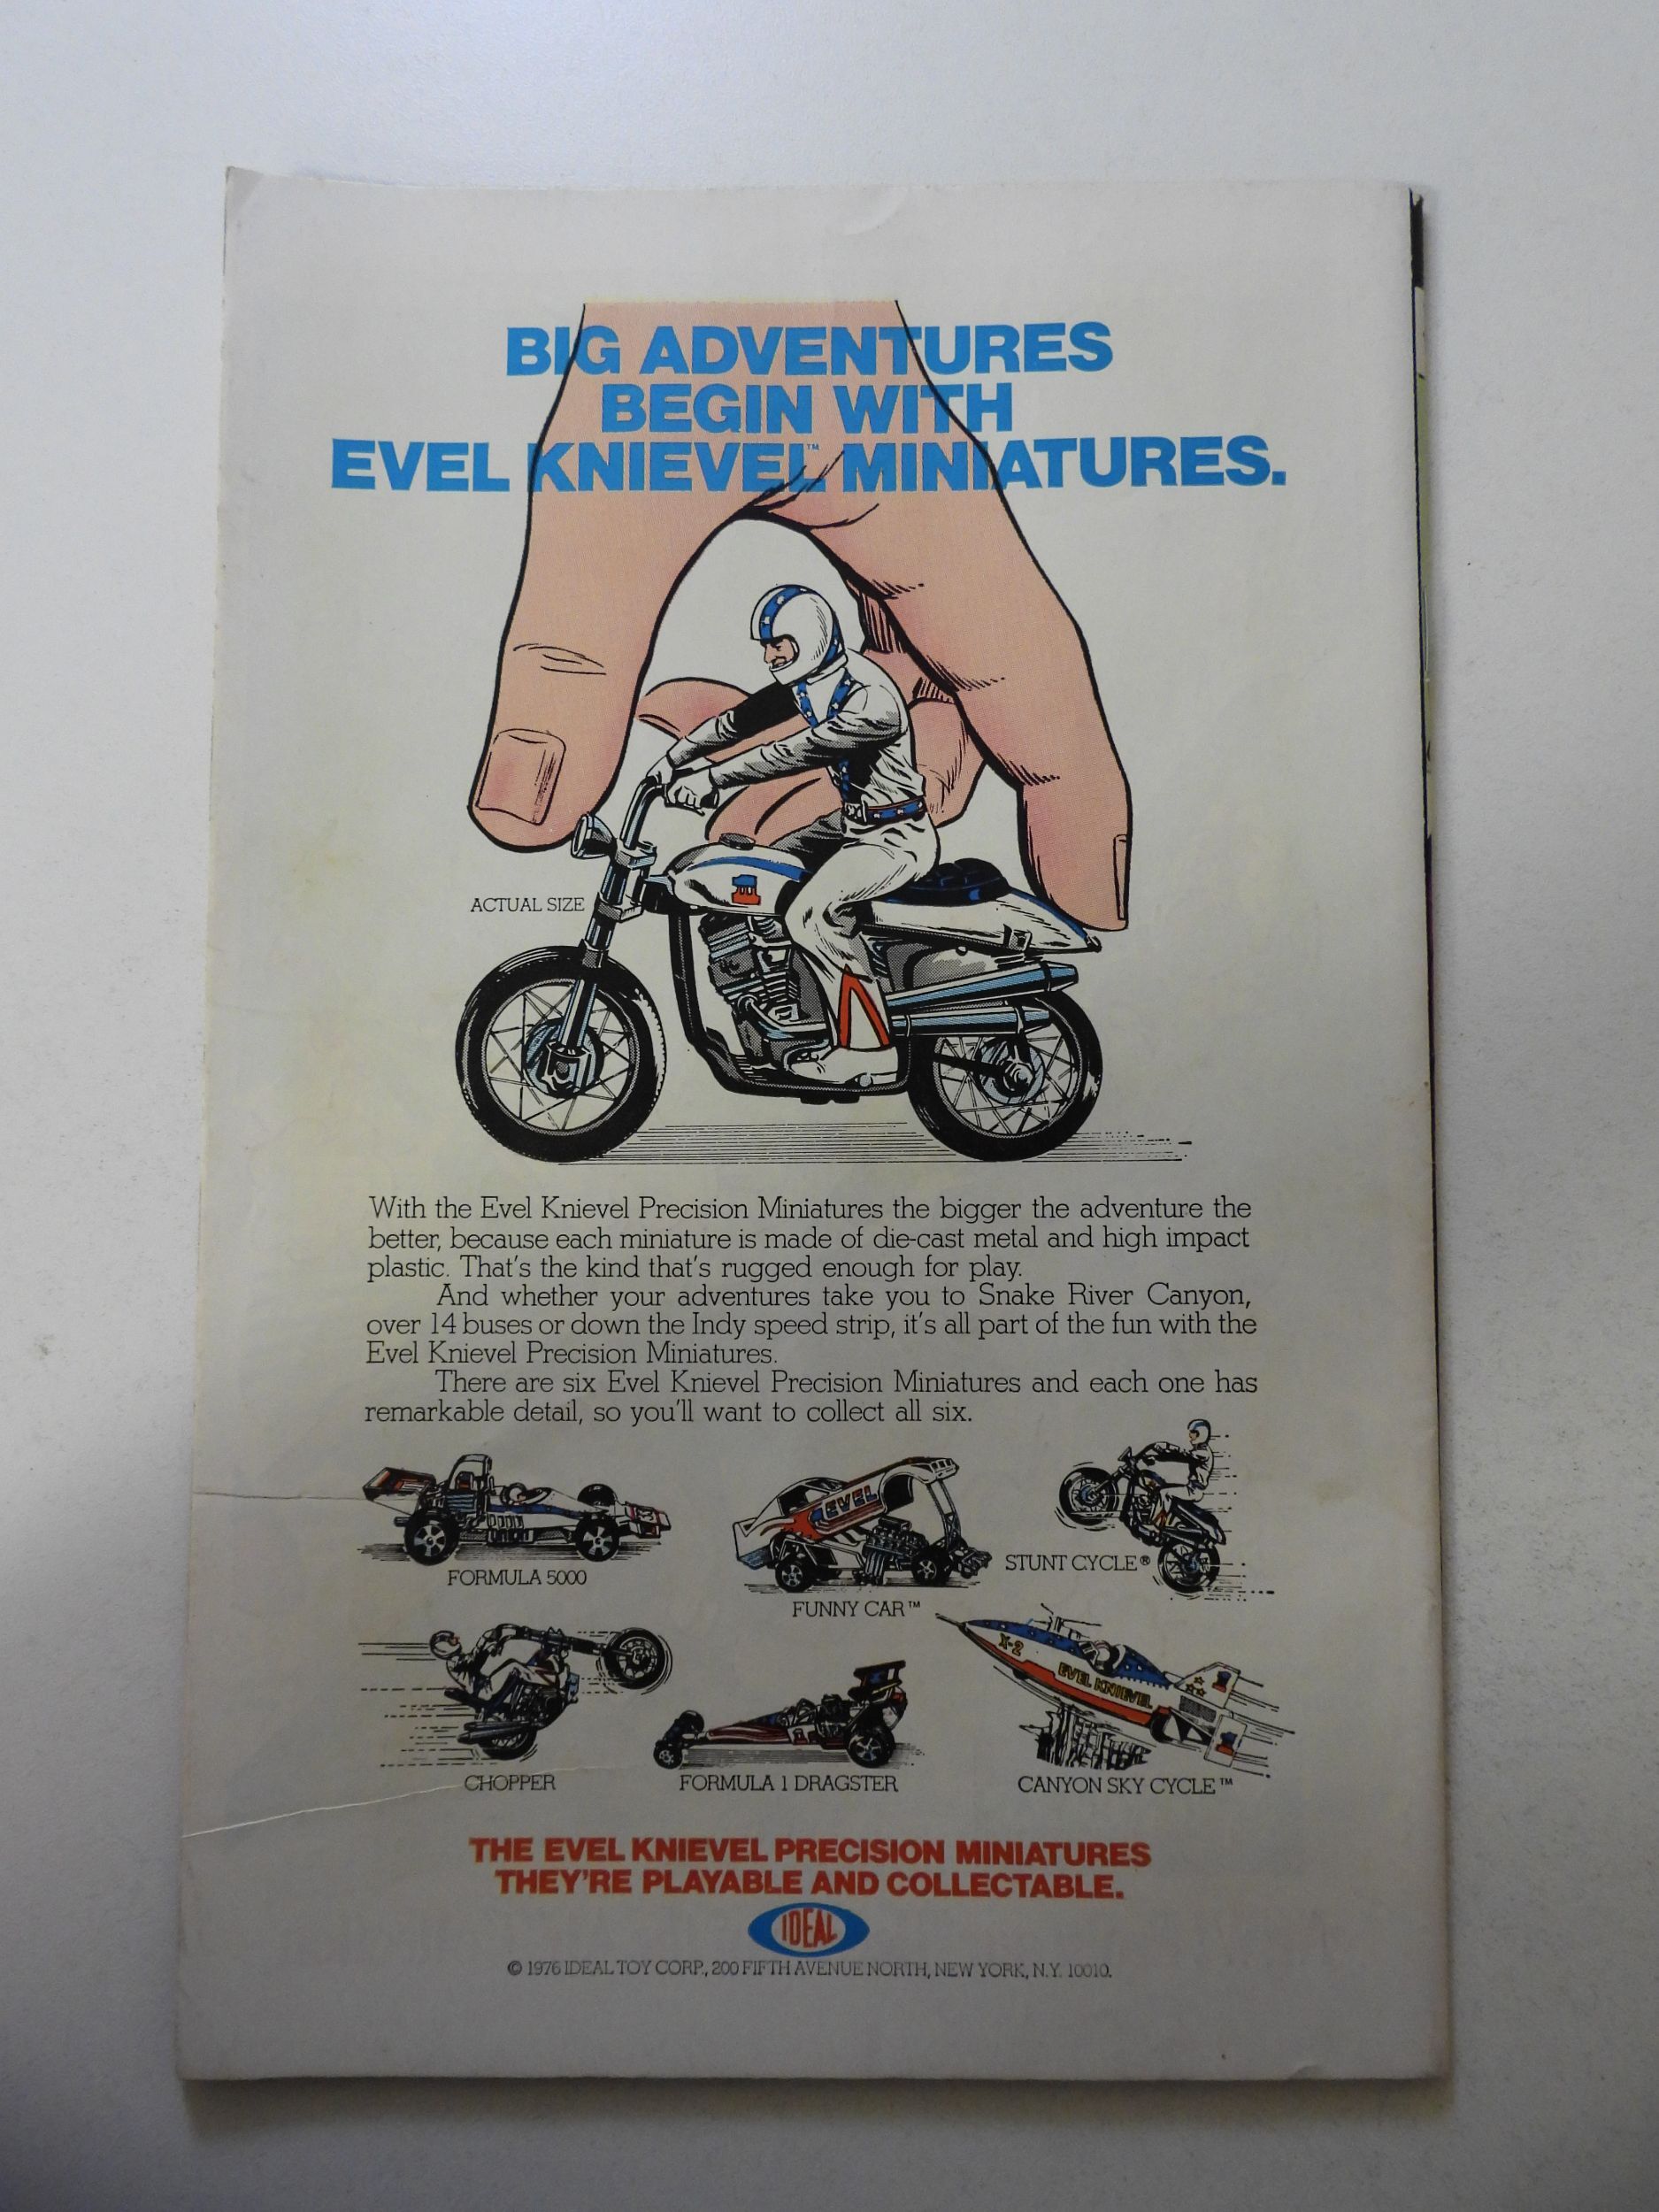 BIG ADVENTURES
BEGIN WITH
EVEL KNIEVEL™ MINIATURES.
ACTUAL SIZE
1
With the Evel Knievel Precision Miniatures the bigger the adventure the
better, because each miniature is made of die-cast metal and high impact
plastic. That's the kind that's rugged enough for play.
And whether your adventures take you to Snake River Canyon,
over 14 buses or down the Indy speed strip, it's all part of the fun with the
Evel Knievel Precision Miniatures.
There are six Evel Knievel Precision Miniatures and each one has
remarkable detail, so you'll want to collect all six.
EVEL
FORMULA 5000
FUNNY CAR™
STUNT CYCLE®
X-2
EVEL KNIEVEL
CHOPPER
FORMULA 1 DRAGSTER
CANYON SKY CYCLE™
THE EVEL KNIEVEL PRECISION MINIATURES
THEY'RE PLAYABLE AND COLLECTABLE.
IDEAL
© 1976 IDEAL TOY CORP., 200 FIFTH AVENUE NORTH, NEW YORK, N.Y. 10010.